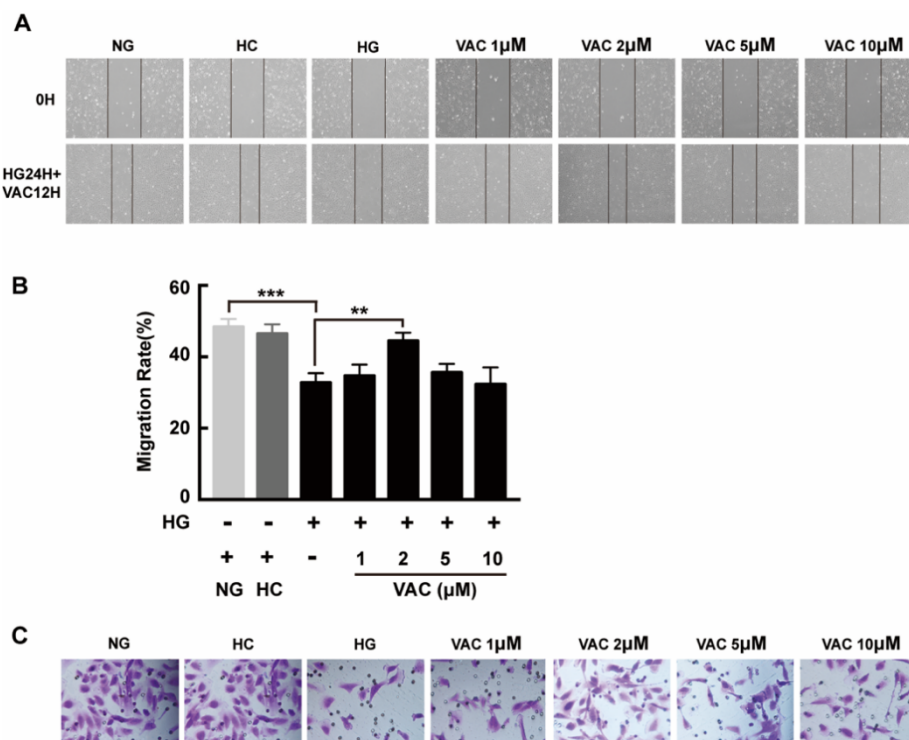 A
NG HC HG VAC 1μM VAC 2μM VAC 5μM VAC 10μM
0H
HG24H+
VAC12H
B
Migration Rate(%)
60
40
20
0
***
**
HG - - + + + + +
+ + - 1 2 5 10
NG HC VAC (μM)
C
NG HC HG VAC 1μM VAC 2μM VAC 5μM VAC 10μM